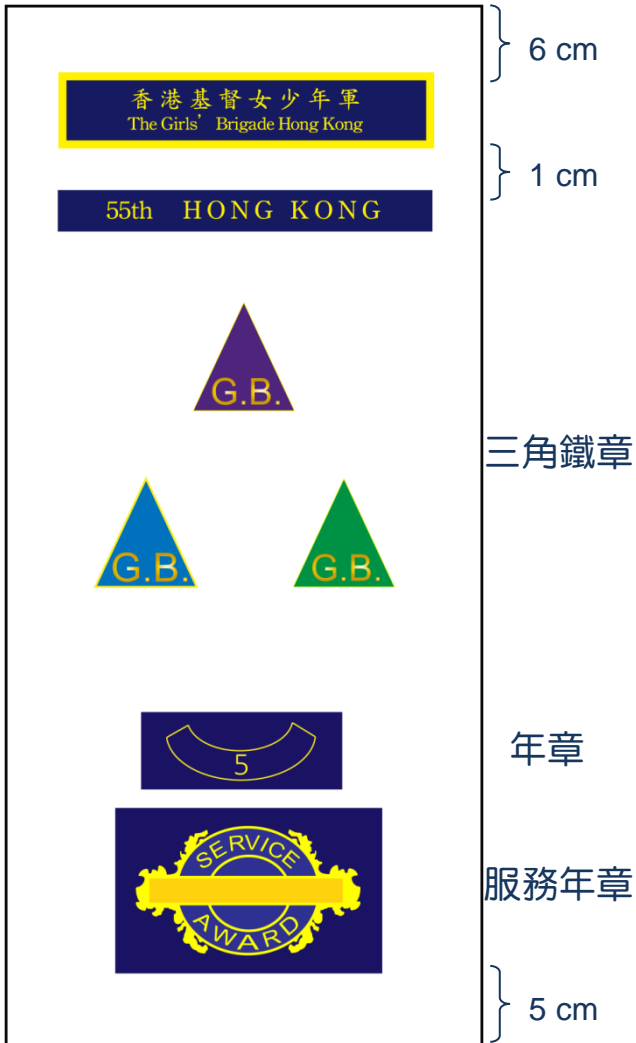 6 cm
香港基督女少年軍
The Girls’ Brigade Hong Kong
1 cm
55th HONG KONG
G.B.
三角鐵章
G.B. G.B.
年章
5
SERVICE
服務年章
AWARD
5 cm